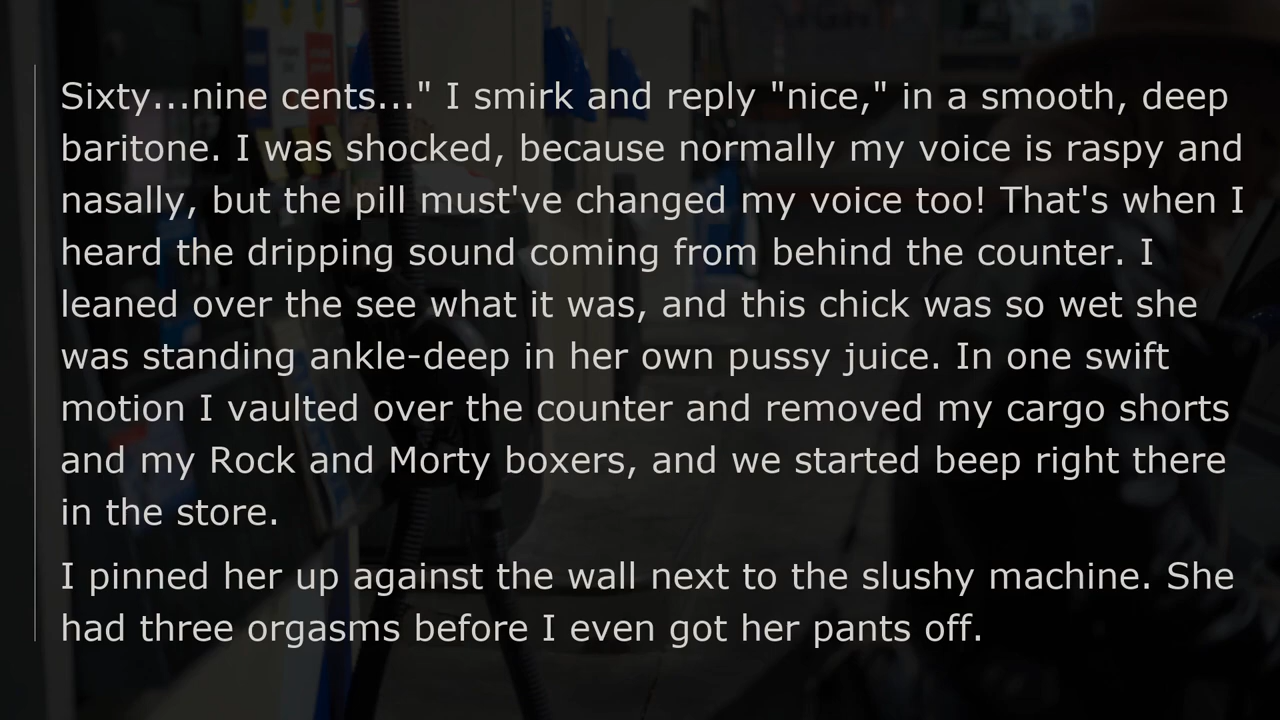 Sixty...nine cents..." I smirk and reply "nice," in a smooth, deep
baritone. I was shocked, because normally my voice is raspy and
nasally, but the pill must've changed my voice too! That's when I
heard the dripping sound coming from behind the counter. I
leaned over the see what it was, and this chick was so wet she
was standing ankle-deep in her own pussy juice. In one swift
motion I vaulted over the counter and removed my cargo shorts
and my Rock and Morty boxers, and we started beep right there
in the store.
I pinned her up against the wall next to the slushy machine. She
had three orgasms before I even got her pants off.